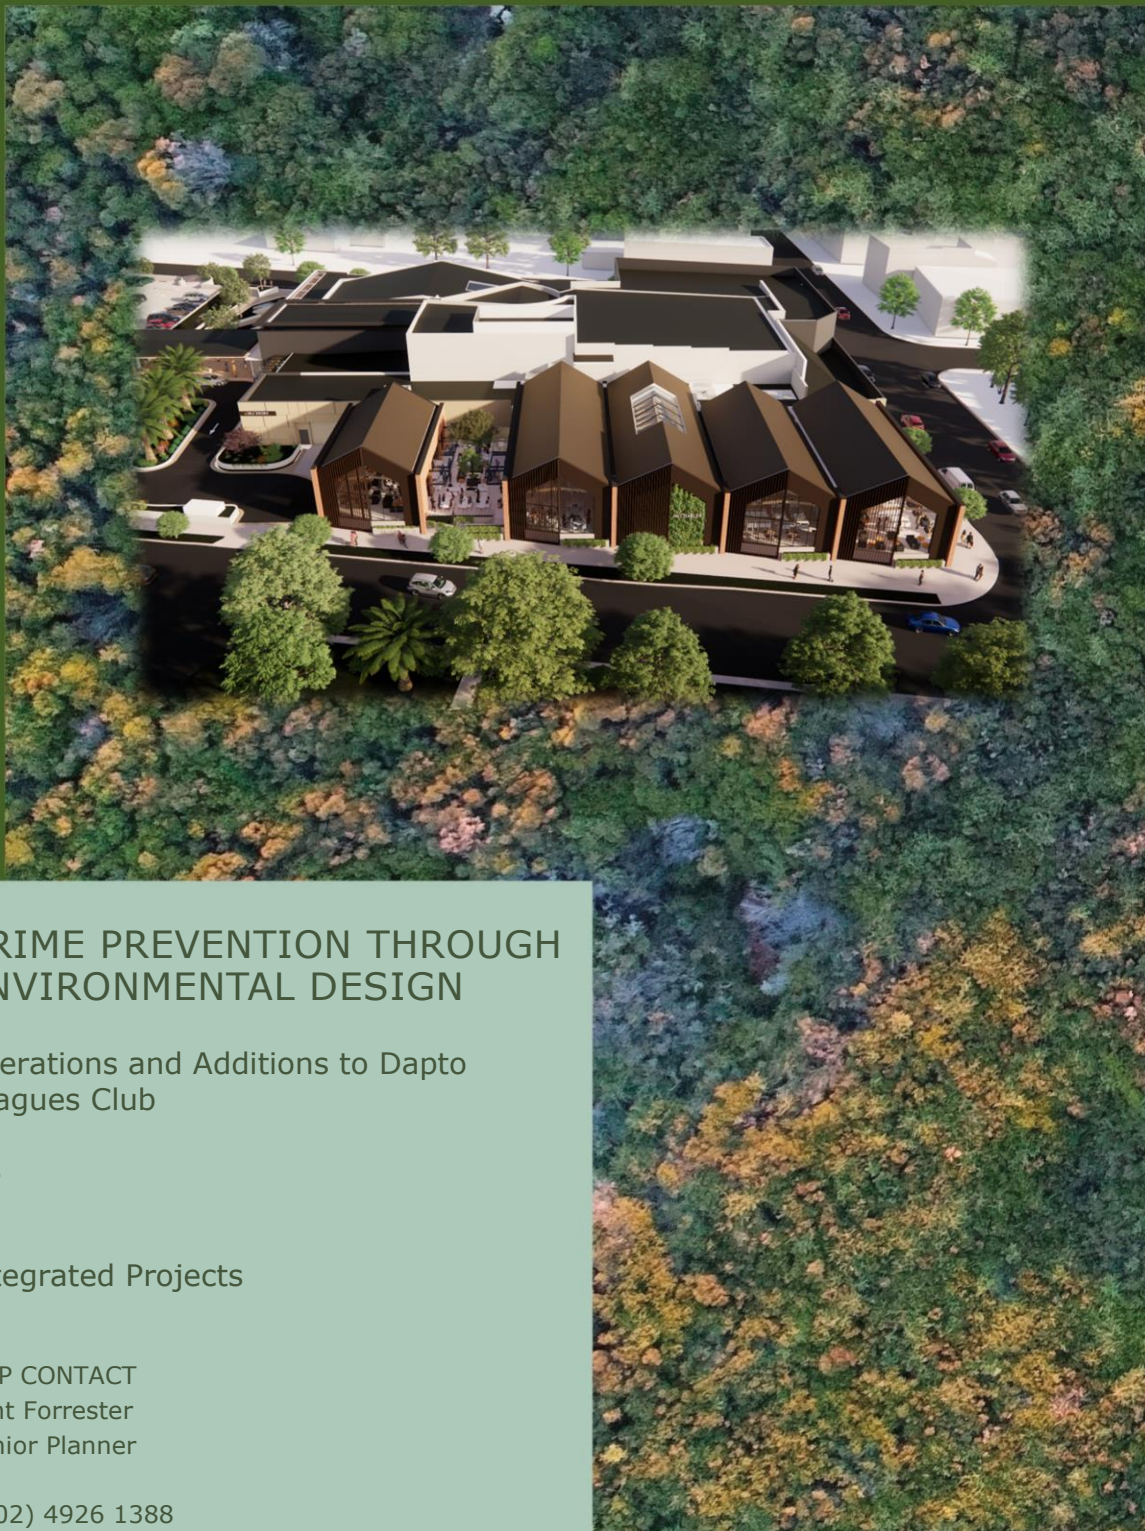 RIME PREVENTION THROUGH
NVIRONMENTAL DESIGN
erations and Additions to Dapto
agues Club
tegrated Projects
P CONTACT
nt Forrester
nior Planner
02) 4926 1388